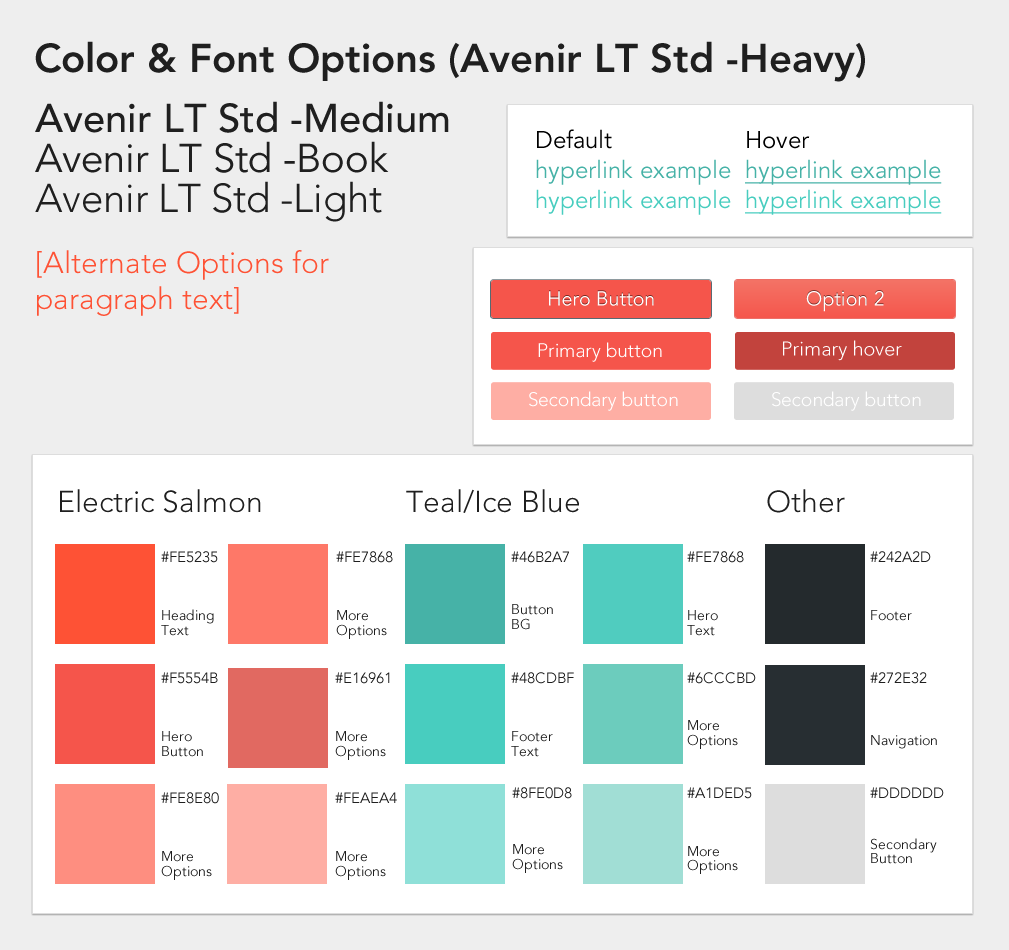 Color & Font Options (Avenir LT Std -Heavy)
Avenir LT Std -Medium
Avenir LT Std -Book
Avenir LT Std -Light
[Alternate Options for
paragraph text]
Default Hover
hyperlink example hyperlink example
hyperlink example hyperlink example
Hero Button Option 2
Primary button Primary hover
Secondary button Secondary button
Electric Salmon Teal/Ice Blue Other
#FE5235 #FE7868 #46B2A7 #FE7868 #242A2D
Heading More Button Hero Footer
Text Options BG Text
#F5554B #E16961 #48CDBF #6CCCBD #272E32
Hero More Footer More Navigation
Button Options Text Options
#FE8E80 #FEAEA4 #8FE0D8 #A1DED5 #DDDDDD
More More More More Secondary
Options Options Options Options Button